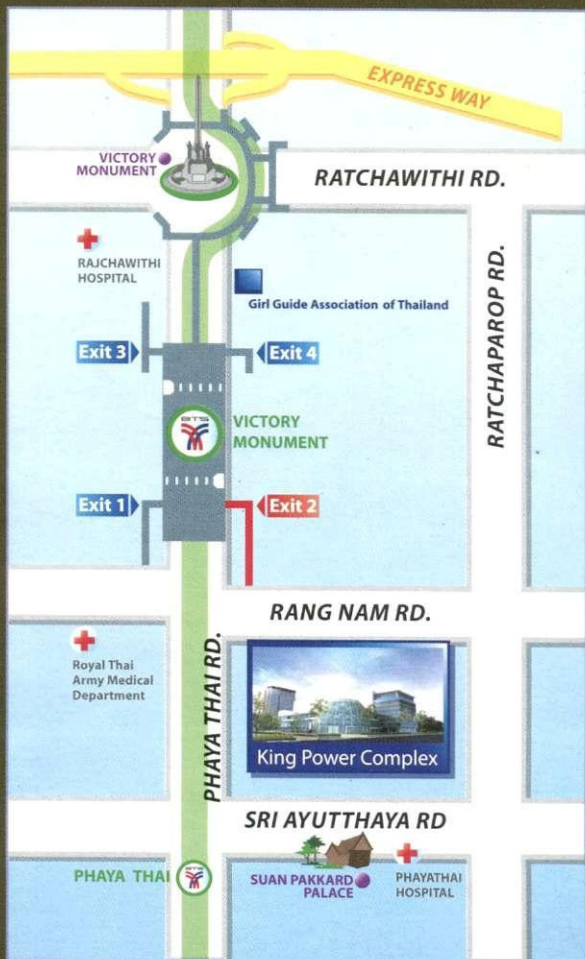 EXPRESS WAY
VICTORY
MONUMENT
RATCHAWITHI RD.
RAJCHAWITHI
HOSPITAL
Girl Guide Association of Thailand
RATCHAPAROP RD.
Exit 3
Exit 4
BTS
VICTORY
MONUMENT
Exit 1
Exit 2
RANG NAM RD.
Royal Thai
Army Medical
Department
PHAYA THAI RD.
King Power Complex
SRI AYUTTHAYA RD
PHAYA THAI
SUAN PAKKARD
PALACE
PHAYATHAI
HOSPITAL